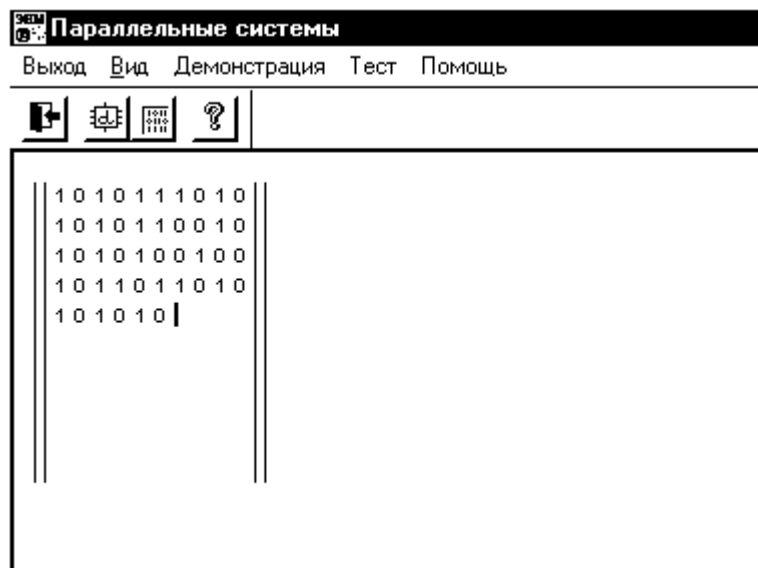 Параллельные системы
Выход Вид Демонстрация Тест Помощь
1 0 1 0 1 1 1 0 1 0
1 0 1 0 1 1 0 0 1 0
1 0 1 0 1 0 0 1 0 0
1 0 1 1 0 1 1 0 1 0
1 0 1 0 1 0